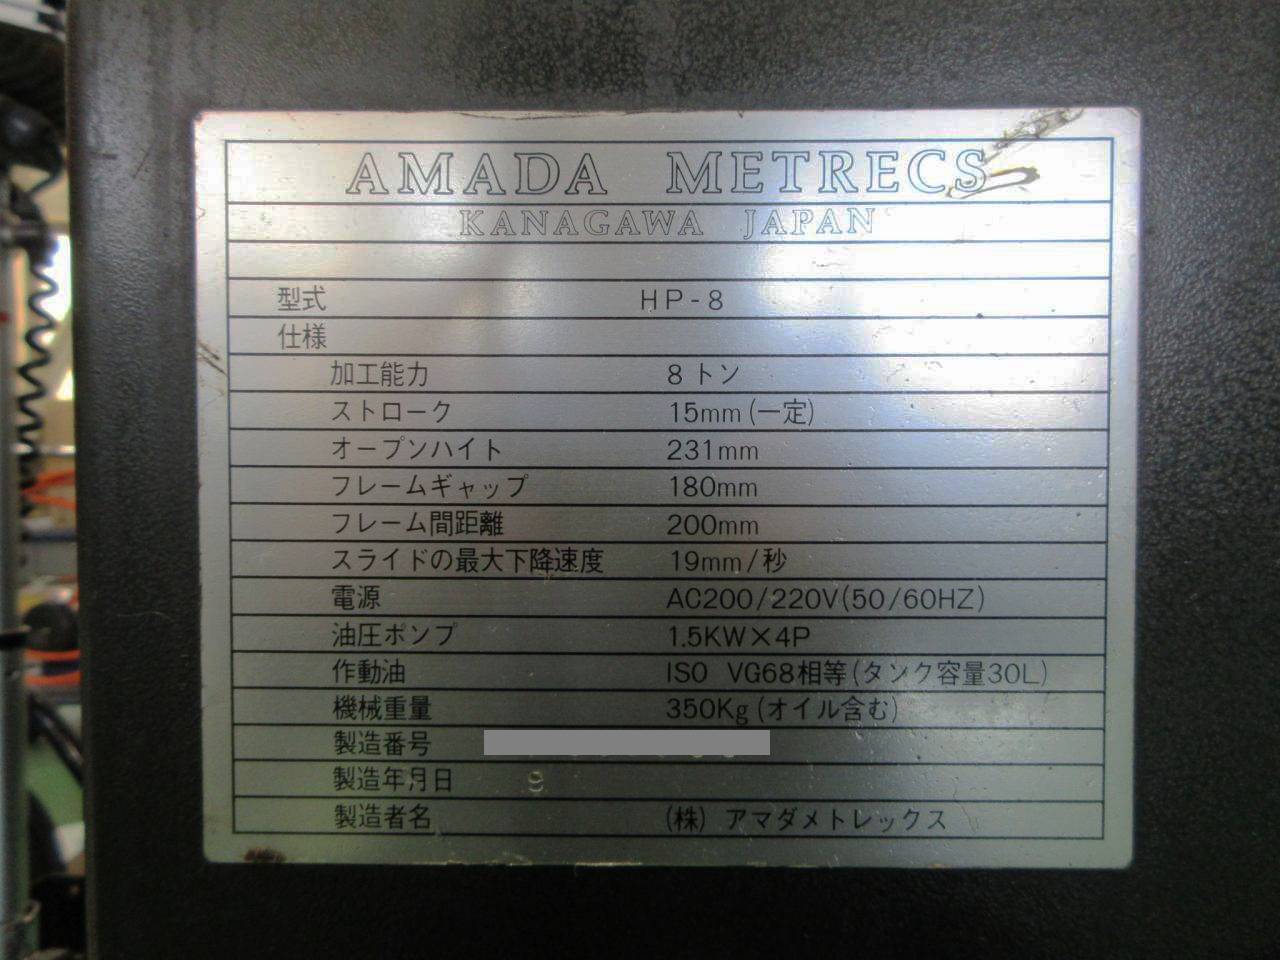 AMADA METRECS
KANAGAWA JAPAN
型式 HP-8
仕様
加工能力 8トン
ストローク 15mm(一定)
オープンハイト 231mm
フレームギャップ 180mm
フレーム間距離 200mm
スライドの最大下降速度 19mm/秒
電源 AC200/220V(50/60HZ)
油圧ポンプ 1.5KW×4P
作動油 ISO VG68相等(タンク容量30L)
機械重量 350Kg(オイル含む)
製造番号
製造年月日
製造者名 (株) アマダメトレックス